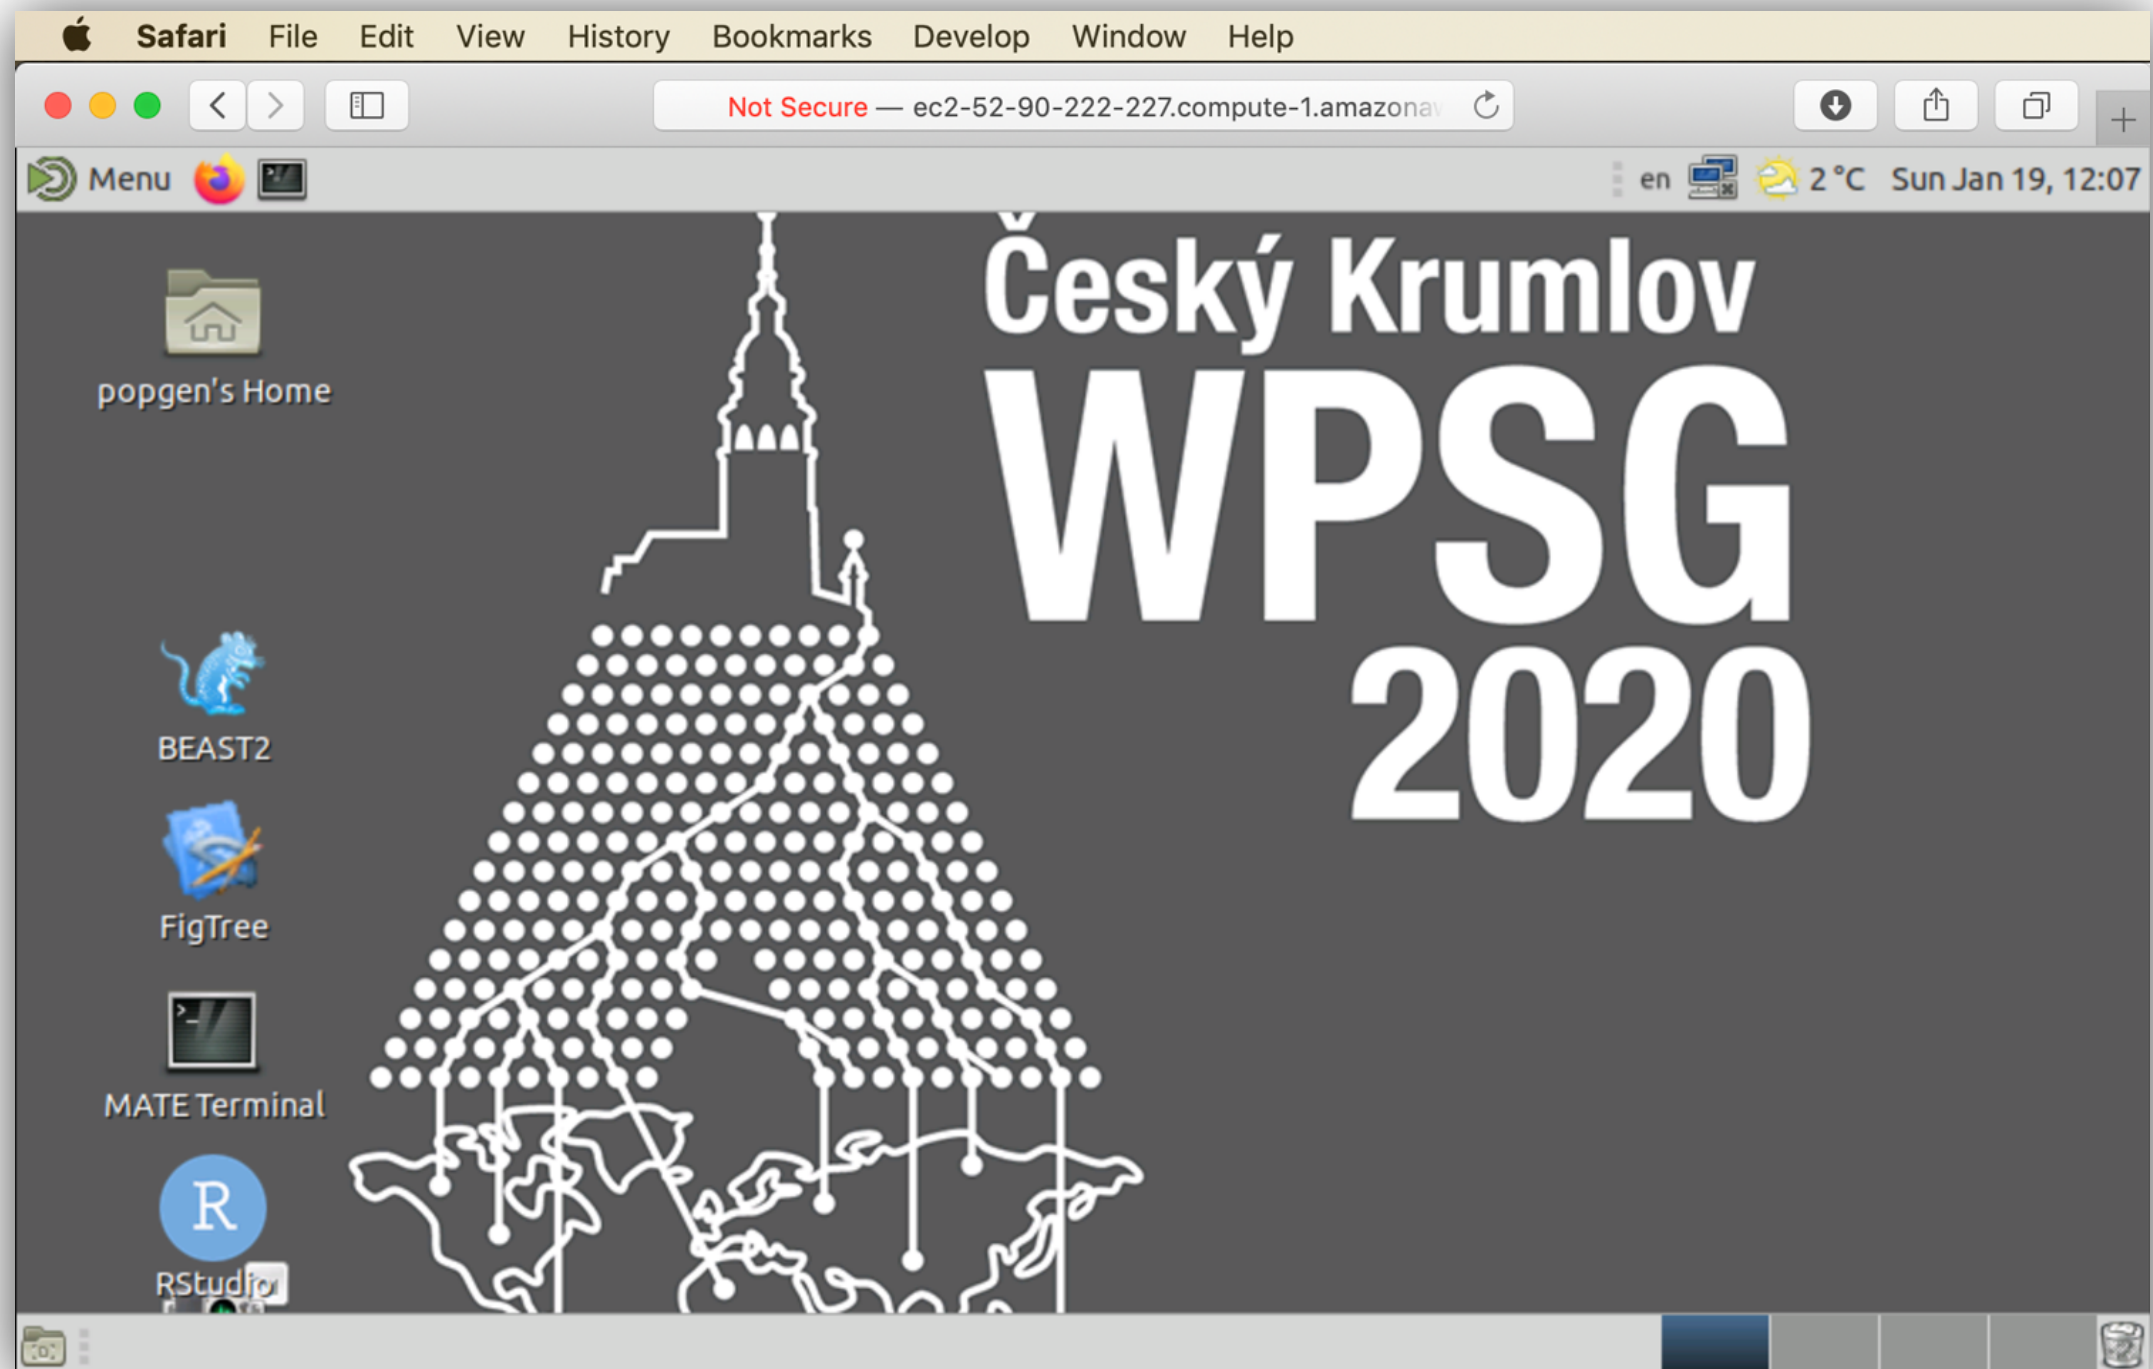 Safari File Edit View History Bookmarks Develop Window Help
Not Secure — ec2-52-90-222-227.compute-1.amazona
Menu en 2 °C Sun Jan 19, 12:07
popgen's Home
Český Krumlov
WPSG
2020
BEAST2
FigTree
MATE Terminal
R
RStudio